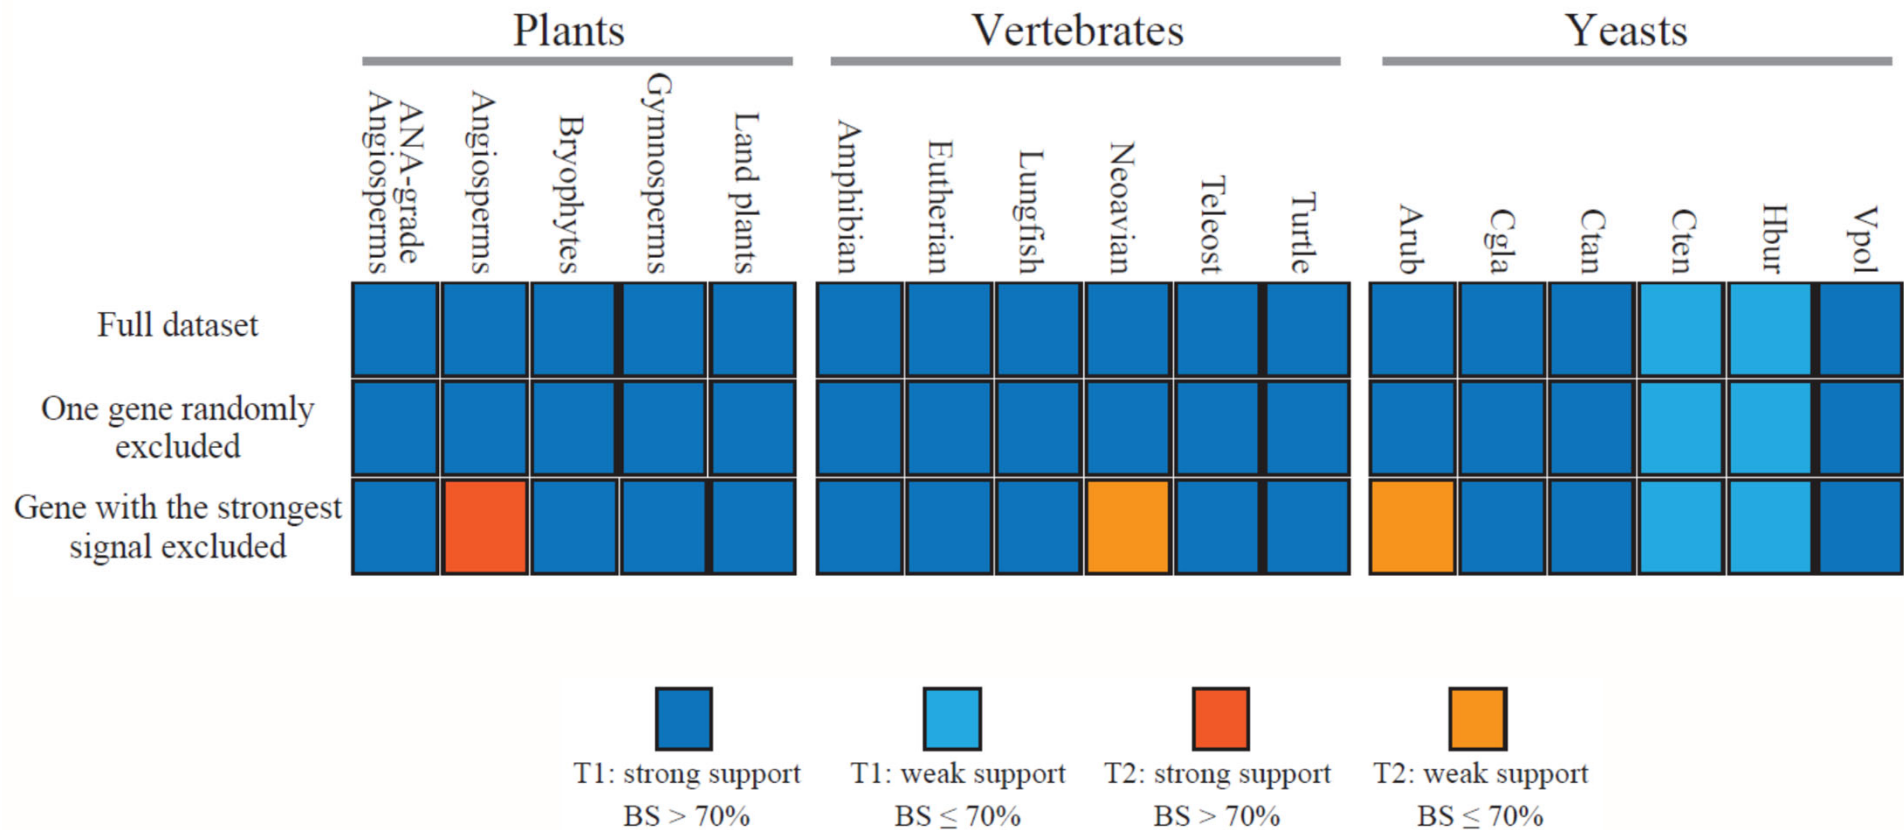 Plants Vertebrates Yeasts
ANA-grade
Angiosperms
Angiosperms
Bryophytes
Gymnosperms
Land plants
Amphibian
Eutherian
Lungfish
Neoavian
Teleost
Turtle
Arub
Cgla
Ctan
Cten
Hbur
Vpol
Full dataset
One gene randomly
excluded
Gene with the strongest
signal excluded
T1: strong support
BS > 70%
T1: weak support
BS ≤ 70%
T2: strong support
BS > 70%
T2: weak support
BS ≤ 70%